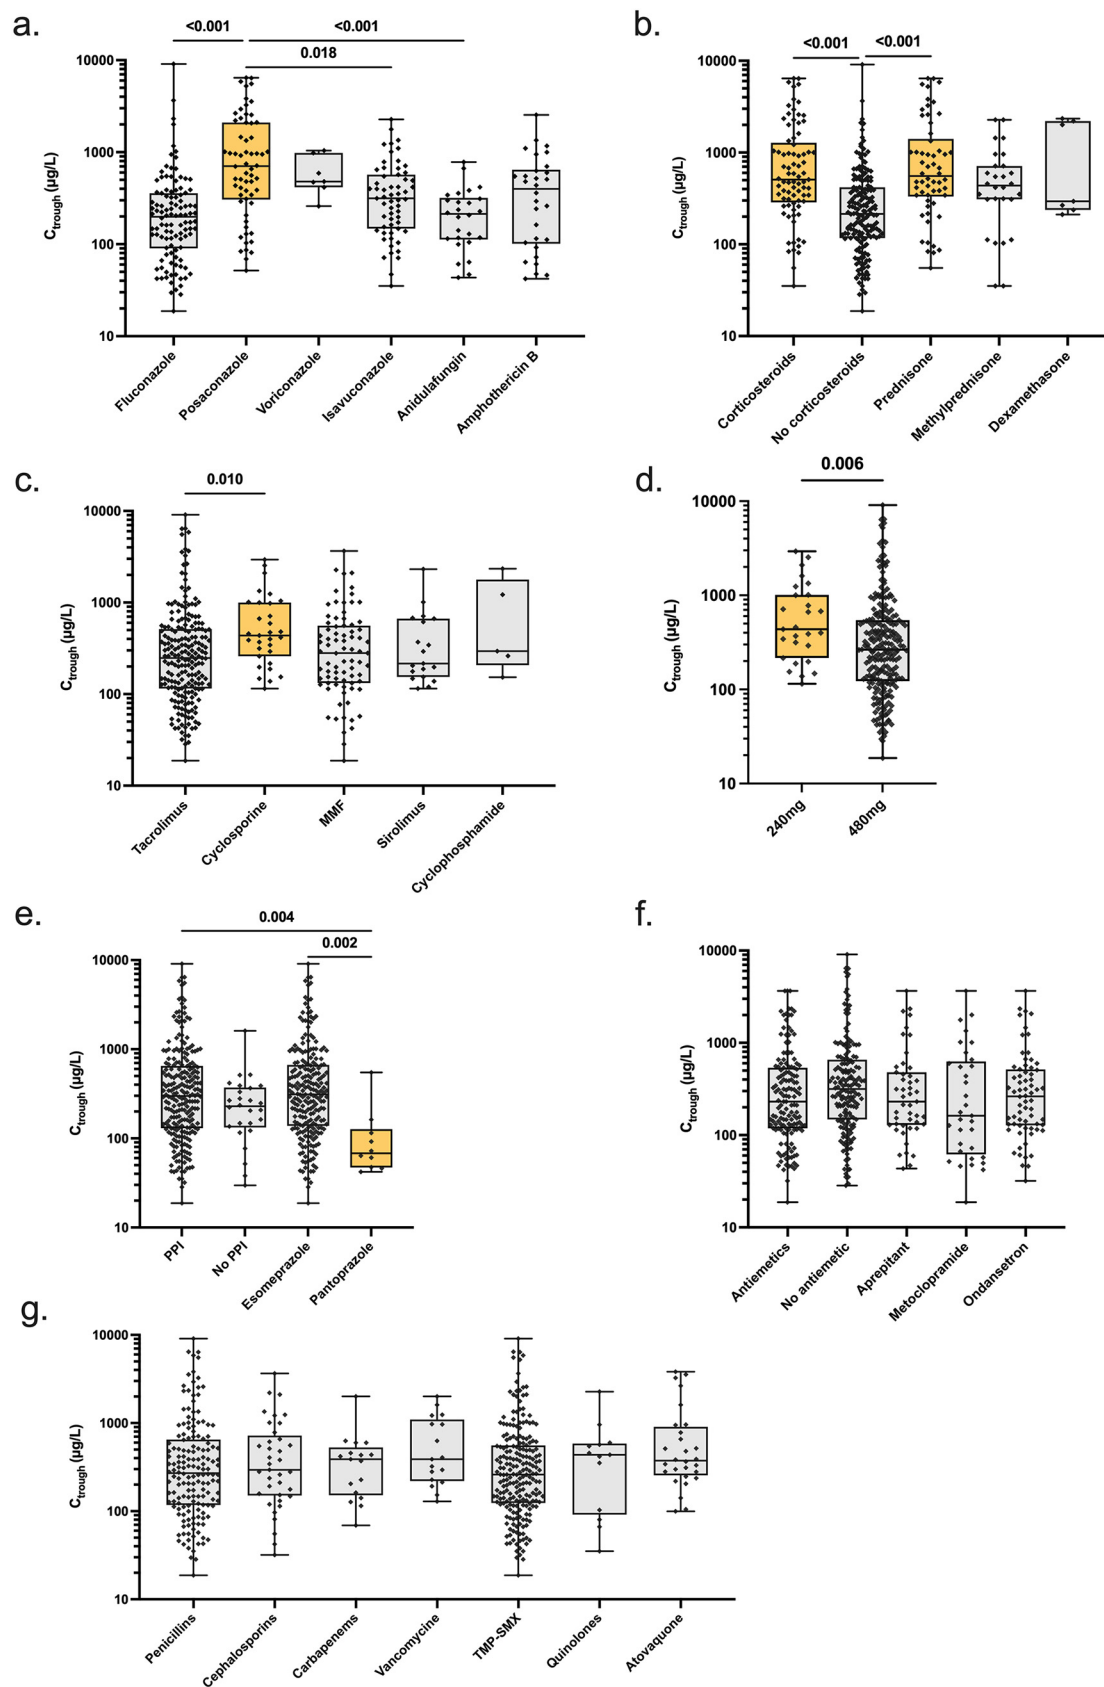 a.
<0.001
<0.001
0.018
10000
1000
100
10
Ctrough (µg/L)
Fluconazole
Posaconazole
Voriconazole
Isavuconazole
Anidulafungin
Amphothericin B
b.
<0.001
<0.001
10000
1000
100
10
Ctrough (µg/L)
Corticosteroids
No corticosteroids
Prednisone
Methylprednisone
Dexamethasone
c.
0.010
10000
1000
100
10
Ctrough (µg/L)
Tacrolimus
Cyclosporine
MMF
Sirolimus
Cyclophosphamide
d.
0.006
10000
1000
100
10
Ctrough (µg/L)
240mg
480mg
e.
0.004
0.002
10000
1000
100
10
Ctrough (µg/L)
PPI
No PPI
Esomeprazole
Pantoprazole
f.
10000
1000
100
10
Ctrough (µg/L)
Antiemetics
No antiemetic
Aprepitant
Metoclopramide
Ondansetron
g.
10000
1000
100
10
Ctrough (µg/L)
Penicillins
Cephalosporins
Carbapenems
Vancomycine
TMP-SMX
Quinolones
Atovaquone